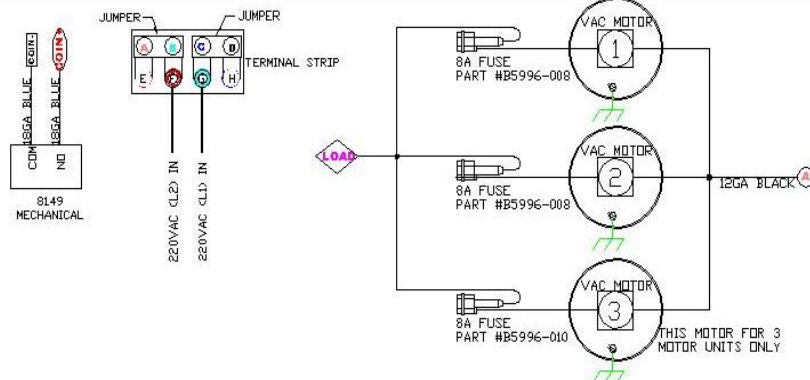 JUMPER
JUMPER
COIN
COIN
A
B
C
D
E
F
G
H
TERMINAL STRIP
18GA BLUE
18GA BLUE
COM
NO
8149
MECHANICAL
220VAC (L2) IN
220VAC (L1) IN
LOAD
8A FUSE
PART #B5996-008
VAC MOTOR
1
8A FUSE
PART #B5996-008
VAC MOTOR
2
12GA BLACK
A
8A FUSE
PART #B5996-010
VAC MOTOR
3
THIS MOTOR FOR 3
MOTOR UNITS ONLY